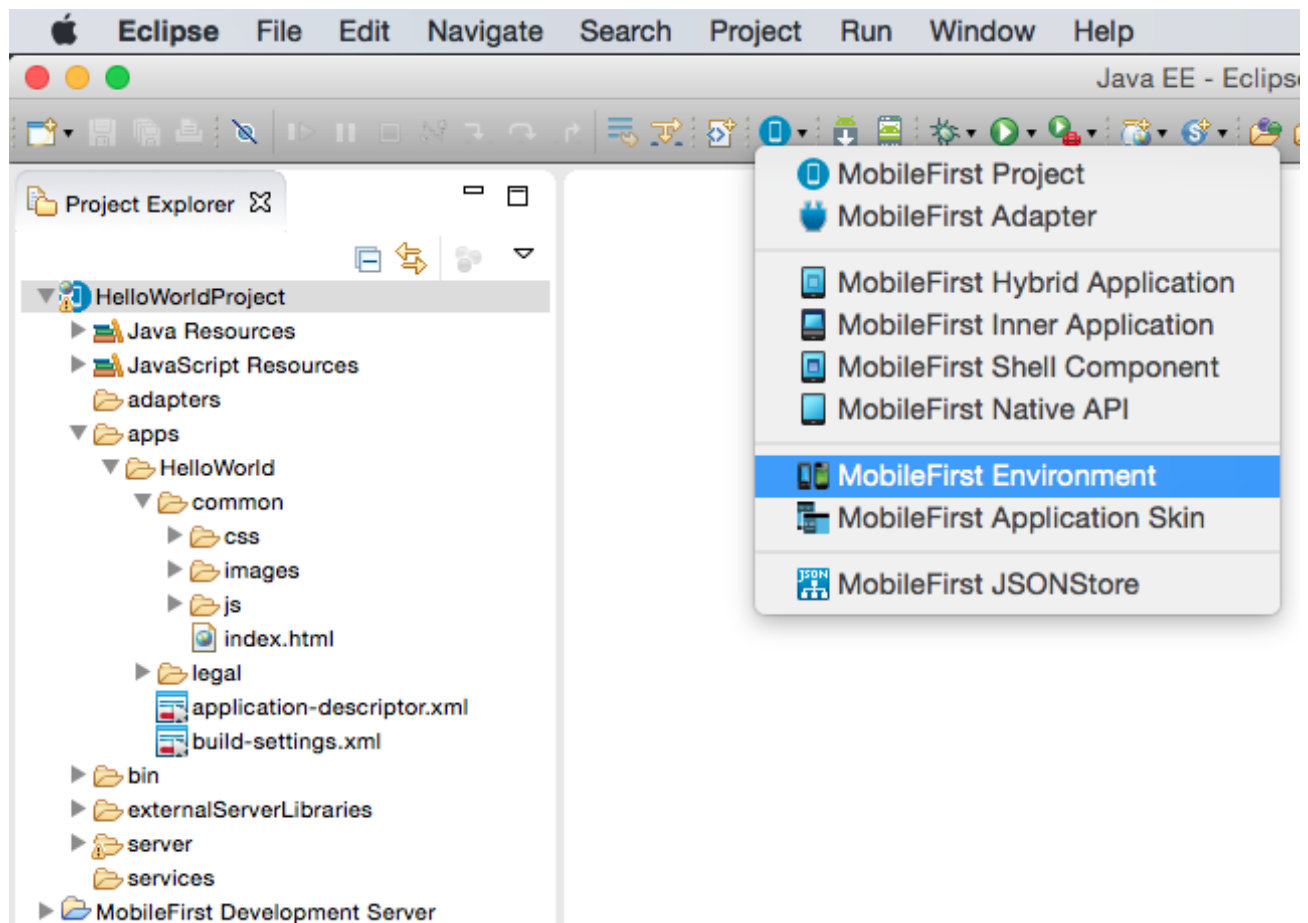 Eclipse File Edit Navigate Search Project Run Window Help
Java EE - Eclipse
Project Explorer
HelloWorldProject
Java Resources
JavaScript Resources
adapters
apps
HelloWorld
common
css
images
js
index.html
legal
application-descriptor.xml
build-settings.xml
bin
externalServerLibraries
server
services
MobileFirst Development Server
MobileFirst Project
MobileFirst Adapter
MobileFirst Hybrid Application
MobileFirst Inner Application
MobileFirst Shell Component
MobileFirst Native API
MobileFirst Environment
MobileFirst Application Skin
JSON
MobileFirst JSONStore